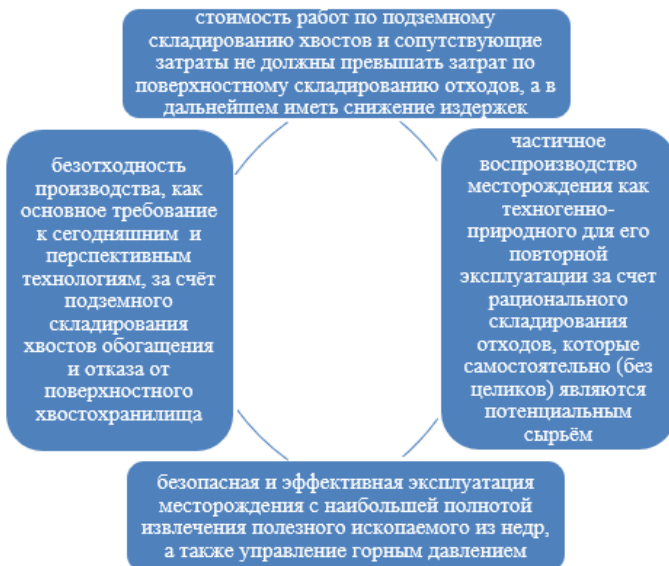 стоимость работ по подземному
складированию хвостов и сопутствующие
затраты не должны превышать затрат по
поверхностному складированию отходов, а в
дальнейшем иметь снижение издержек
частичное
воспроизводство
месторождения как
техногенно-
природного для его
повторной
эксплуатации за счет
рационального
складирования
отходов, которые
самостоятельно (без
целиков) являются
потенциальным
сырьём
безопасная и эффективная эксплуатация
месторождения с наибольшей полнотой
извлечения полезного ископаемого из недр,
а также управление горным давлением
безотходность
производства, как
основное требование
к сегодняшним и
перспективным
технологиям, за счёт
подземного
складирования
хвостов обогащения
и отказа от
поверхностного
хвостохранилища